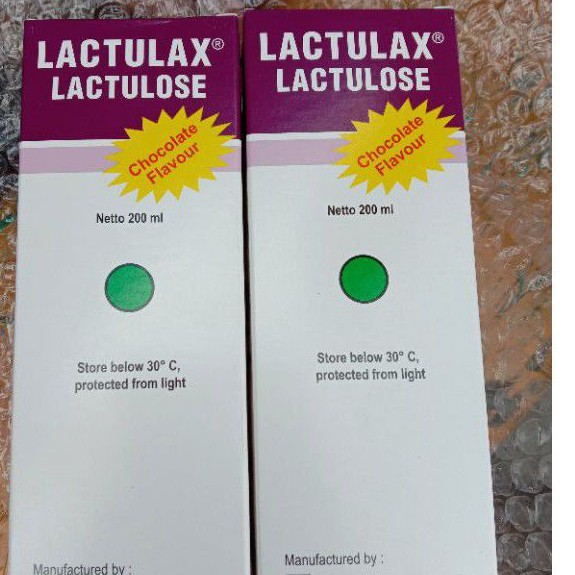 LACTULAX®
LACTULOSE
Chocolate
Flavour
Netto 200 ml
Store below 30° C,
protected from light
Manufactured by :
LACTULAX®
LACTULOSE
Chocolate
Flavour
Netto 200 ml
Store below 30° C,
protected from light
Manufactured by :